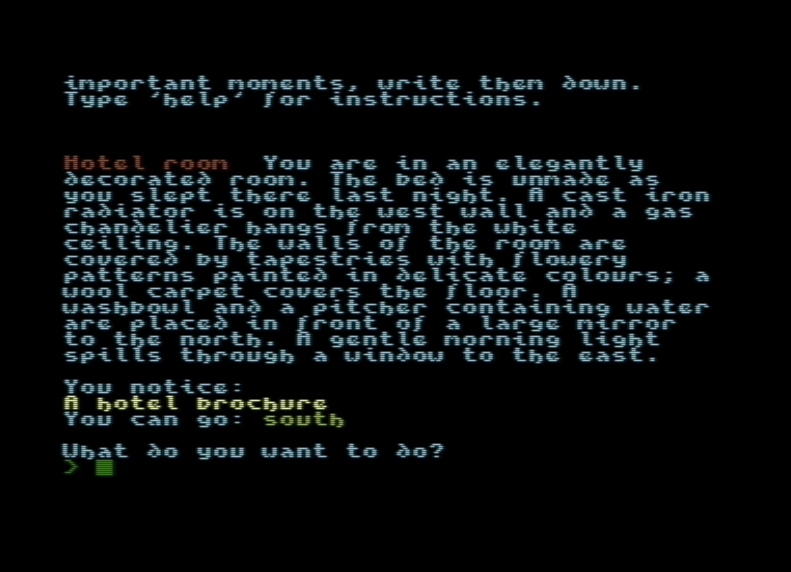 important moments, write them down.
Type 'help' for instructions.
Hotel room  You are in an elegantly
decorated room. The bed is unmade as
you slept there last night. A cast iron
radiator is on the west wall and a gas
chandelier hangs from the white
ceiling. The walls of the room are
covered by tapestries with flowery
patterns painted in delicate colours; a
wool carpet covers the floor. A
washbowl and a pitcher containing water
are placed in front of a large mirror
to the north. A gentle morning light
spills through a window to the east.
You notice:
A hotel brochure
You can go: south
What do you want to do?
>